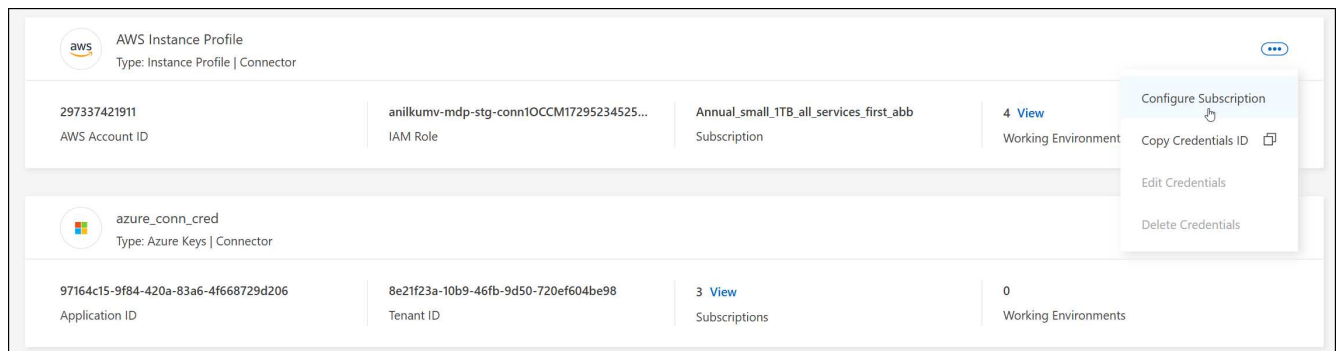 aws
AWS Instance Profile
Type: Instance Profile | Connector
297337421911
AWS Account ID
anilkumv-mdp-stg-conn1OCCM17295234525...
IAM Role
Annual_small_1TB_all_services_first_abb
Subscription
4 View
Working Environment
Configure Subscription
Copy Credentials ID
Edit Credentials
Delete Credentials
azure_conn_cred
Type: Azure Keys | Connector
97164c15-9f84-420a-83a6-4f668729d206
Application ID
8e21f23a-10b9-46fb-9d50-720ef604be98
Tenant ID
3 View
Subscriptions
0
Working Environments